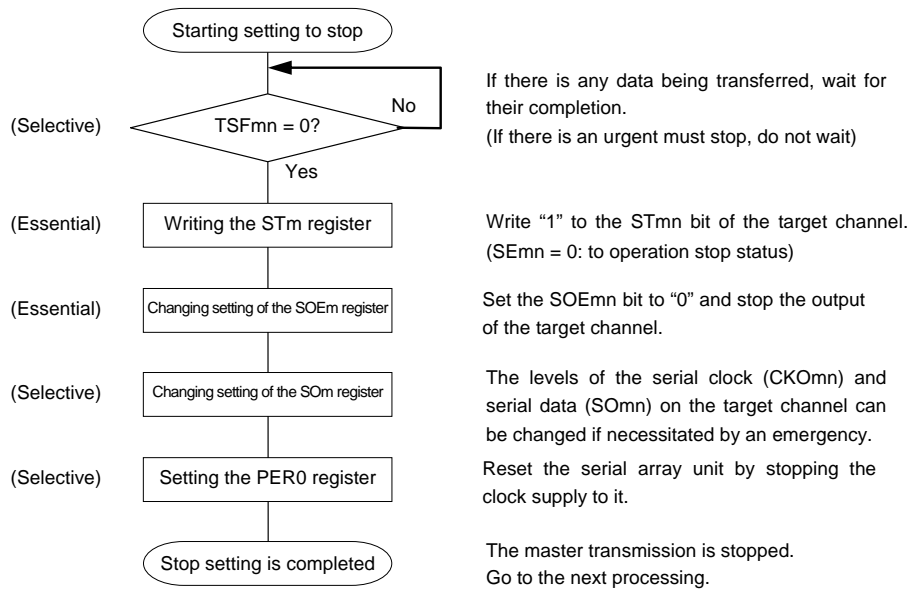 Starting setting to stop
No
If there is any data being transferred, wait for
their completion.
(If there is an urgent must stop, do not wait)
(Selective)
TSFmn = 0?
Yes
(Essential)
Writing the STm register
Write “1” to the STmn bit of the target channel.
(SEmn = 0: to operation stop status)
(Essential)
Changing setting of the SOEm register
Set the SOEmn bit to “0” and stop the output
of the target channel.
(Selective)
Changing setting of the SOm register
The levels of the serial clock (CKOmn) and
serial data (SOmn) on the target channel can
be changed if necessitated by an emergency.
(Selective)
Setting the PER0 register
Reset the serial array unit by stopping the
clock supply to it.
Stop setting is completed
The master transmission is stopped.
Go to the next processing.